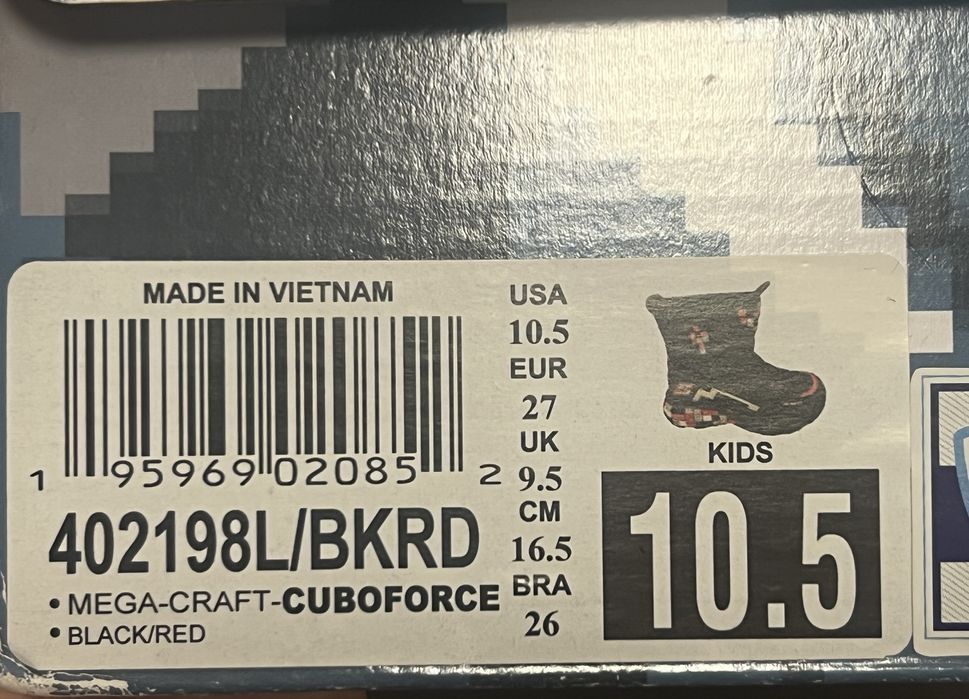 MADE IN VIETNAM
1 95969 02085 2
402198L/BKRD
• MEGA-CRAFT-CUBOFORCE
• BLACK/RED
USA
10.5
EUR
27
UK
9.5
CM
16.5
BRA
26
KIDS
10.5